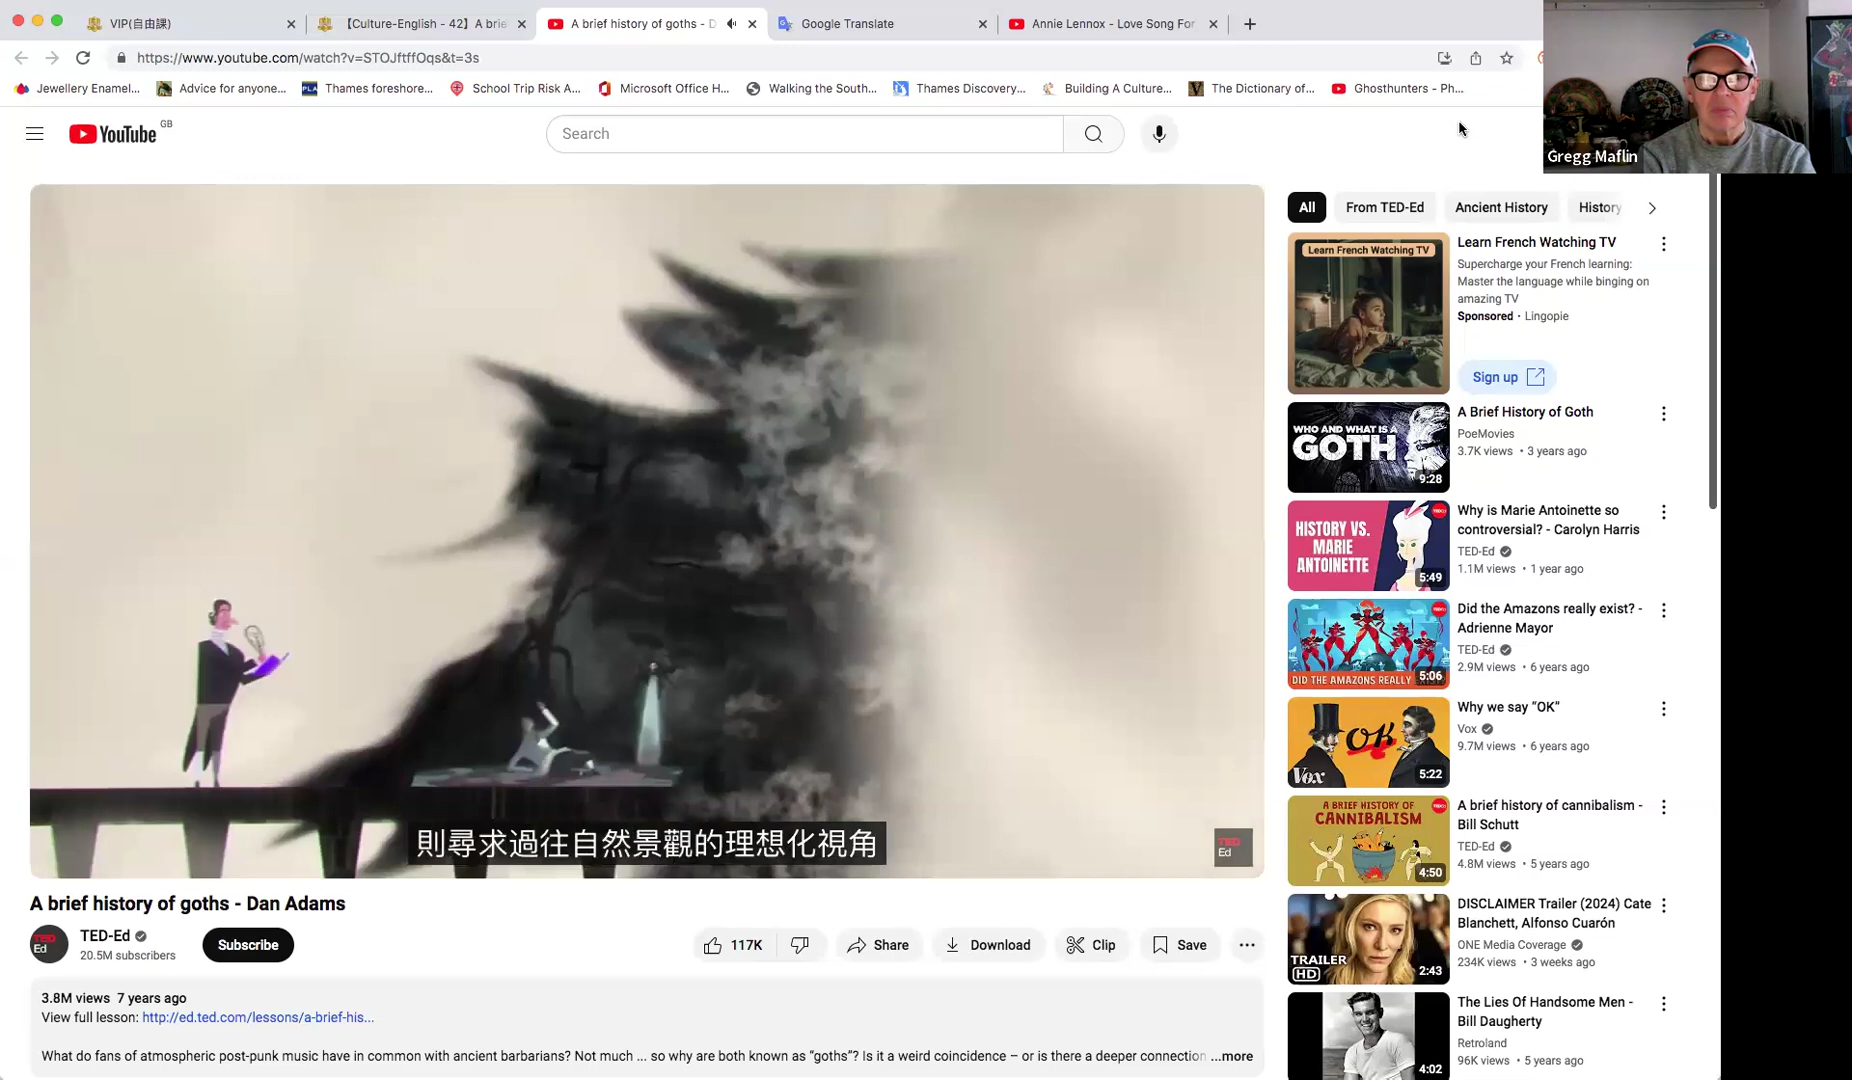 VIP(自由課)
【Culture-English - 42】A brie
A brief history of goths - D
Google Translate
Annie Lennox - Love Song For
https://www.youtube.com/watch?v=STOJftffOqs&t=3s
Jewellery Enamel...
Advice for anyone...
PLA
Thames foreshore...
School Trip Risk A...
Microsoft Office H...
Walking the South...
Thames Discovery...
Building A Culture...
The Dictionary of...
Ghosthunters - Ph...
YouTube GB
Search
Gregg Maflin
則尋求過往自然景觀的理想化視角
TED
Ed
A brief history of goths - Dan Adams
TED-Ed
20.5M subscribers
Subscribe
117K
Share
Download
Clip
Save
3.8M views 7 years ago
View full lesson: http://ed.ted.com/lessons/a-brief-his...
What do fans of atmospheric post-punk music have in common with ancient barbarians? Not much ... so why are both known as “goths”? Is it a weird coincidence – or is there a deeper connection ...more
All
From TED-Ed
Ancient History
History
Learn French Watching TV
Learn French Watching TV
Supercharge your French learning:
Master the language while binging on
amazing TV
Sponsored • Lingopie
Sign up
WHO AND WHAT IS A
GOTH
9:28
A Brief History of Goth
PoeMovies
3.7K views • 3 years ago
HISTORY VS.
MARIE
ANTOINETTE
5:49
Why is Marie Antoinette so
controversial? - Carolyn Harris
TED-Ed
1.1M views • 1 year ago
DID THE AMAZONS REALLY
5:06
Did the Amazons really exist? -
Adrienne Mayor
TED-Ed
2.9M views • 6 years ago
OK
Vox
5:22
Why we say “OK”
Vox
9.7M views • 6 years ago
A BRIEF HISTORY OF
CANNIBALISM
4:50
A brief history of cannibalism -
Bill Schutt
TED-Ed
4.8M views • 5 years ago
TRAILER
HD
2:43
DISCLAIMER Trailer (2024) Cate
Blanchett, Alfonso Cuarón
ONE Media Coverage
234K views • 3 weeks ago
4:02
The Lies Of Handsome Men -
Bill Daugherty
Retroland
96K views • 5 years ago